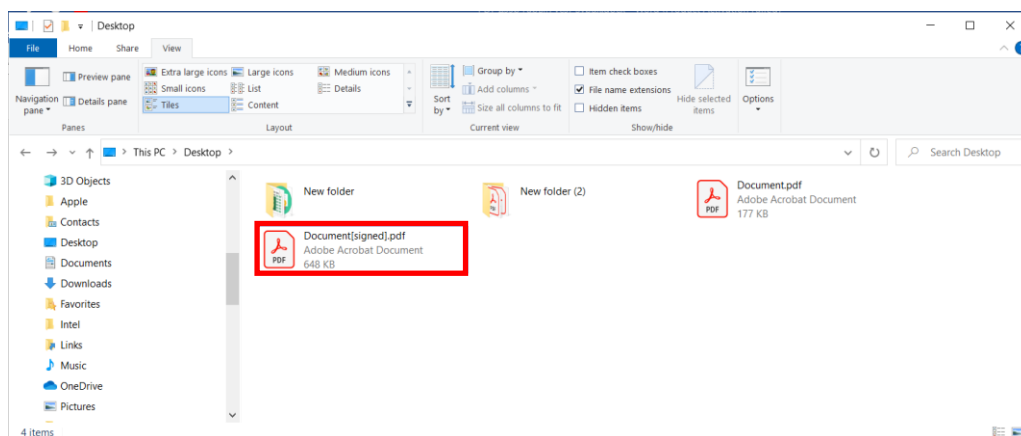 Desktop
File Home Share View
Navigation pane
Preview pane
Details pane
Panes
Extra large icons Large icons Medium icons
Small icons List Details
Tiles Content
Layout
Sort by
Group by
Add columns
Size all columns to fit
Current view
Item check boxes
File name extensions
Hidden items
Hide selected items
Show/hide
Options
This PC > Desktop >
Search Desktop
3D Objects
Apple
Contacts
Desktop
Documents
Downloads
Favorites
Intel
Links
Music
OneDrive
Pictures
New folder
New folder (2)
PDF
Document.pdf
Adobe Acrobat Document
177 KB
PDF
Document[signed].pdf
Adobe Acrobat Document
648 KB
4 items